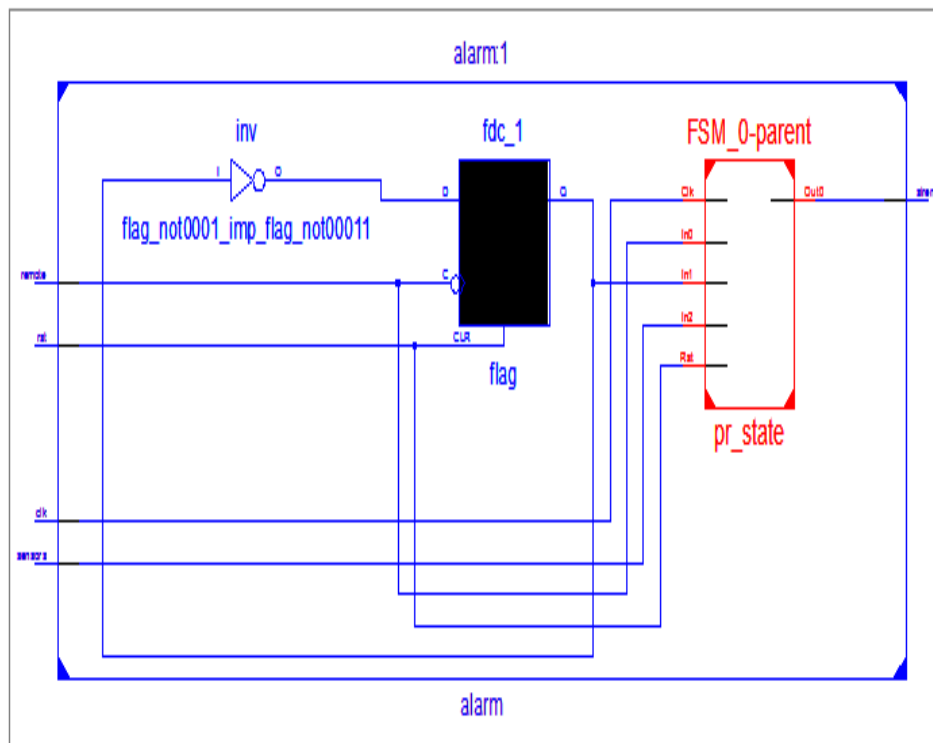 alarm:1
inv
fdc_1
FSM_0-parent
I
O
D
Q
Clk
Out0
siren
flag_not0001_imp_flag_not00011
In0
remote
C
In1
In2
rst
CLR
Rst
flag
pr_state
clk
sensors
alarm